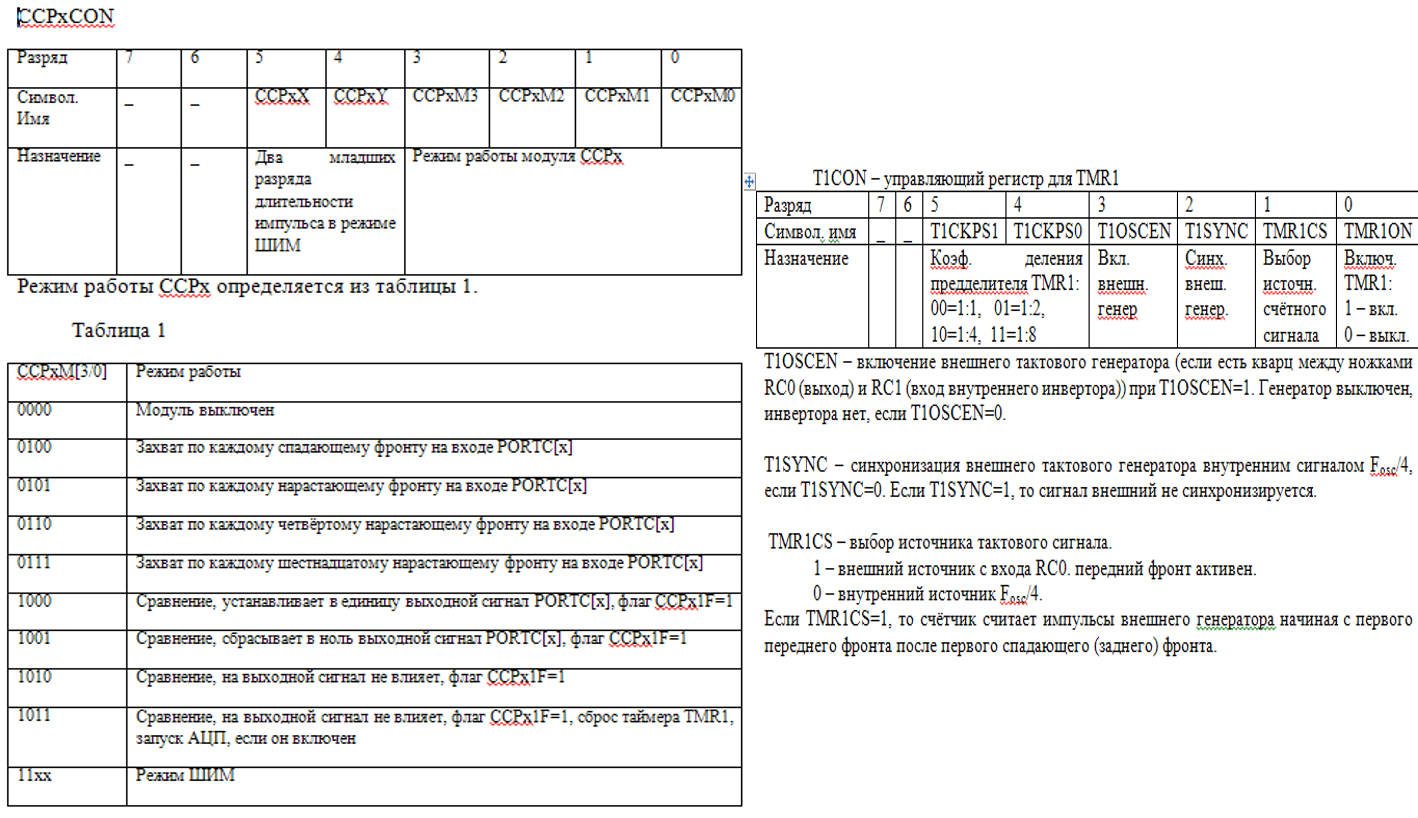 CCPxCON
Разряд 7 6 5 4 3 2 1 0
Символ. _ _ CCPxX CCPxY CCPxM3 CCPxM2 CCPxM1 CCPxM0
Имя
Назначение _ _ Два младших Режим работы модуля CCPx
разряда
длительности
импульса в режиме
ШИМ
Режим работы CCPx определяется из таблицы 1.
Таблица 1
CCPxM[3/0] Режим работы
0000 Модуль выключен
0100 Захват по каждому спадающему фронту на входе PORTC[x]
0101 Захват по каждому нарастающему фронту на входе PORTC[x]
0110 Захват по каждому четвёртому нарастающему фронту на входе PORTC[x]
0111 Захват по каждому шестнадцатому нарастающему фронту на входе PORTC[x]
1000 Сравнение, устанавливает в единицу выходной сигнал PORTC[x], флаг CCPx1F=1
1001 Сравнение, сбрасывает в ноль выходной сигнал PORTC[x], флаг CCPx1F=1
1010 Сравнение, на выходной сигнал не влияет, флаг CCPx1F=1
1011 Сравнение, на выходной сигнал не влияет, флаг CCPx1F=1, сброс таймера TMR1,
запуск АЦП, если он включен
11xx Режим ШИМ
T1CON – управляющий регистр для TMR1
Разряд 7 6 5 4 3 2 1 0
Символ. имя _ _ T1CKPS1 T1CKPS0 T1OSCEN T1SYNC TMR1CS TMR1ON
Назначение Коэф. деления Вкл. Синх. Выбор Включ.
предделителя TMR1: внешн. внеш. источн. TMR1:
00=1:1, 01=1:2, генер генер. счётного 1 – вкл.
10=1:4, 11=1:8 сигнала 0 – выкл.
T1OSCEN – включение внешнего тактового генератора (если есть кварц между ножками
RC0 (выход) и RC1 (вход внутреннего инвертора)) при T1OSCEN=1. Генератор выключен,
инвертора нет, если T1OSCEN=0.
T1SYNC – синхронизация внешнего тактового генератора внутренним сигналом Fosc/4,
если T1SYNC=0. Если T1SYNC=1, то сигнал внешний не синхронизируется.
TMR1CS – выбор источника тактового сигнала.
1 – внешний источник с входа RC0. передний фронт активен.
0 – внутренний источник Fosc/4.
Если TMR1CS=1, то счётчик считает импульсы внешнего генератора начиная с первого
переднего фронта после первого спадающего (заднего) фронта.